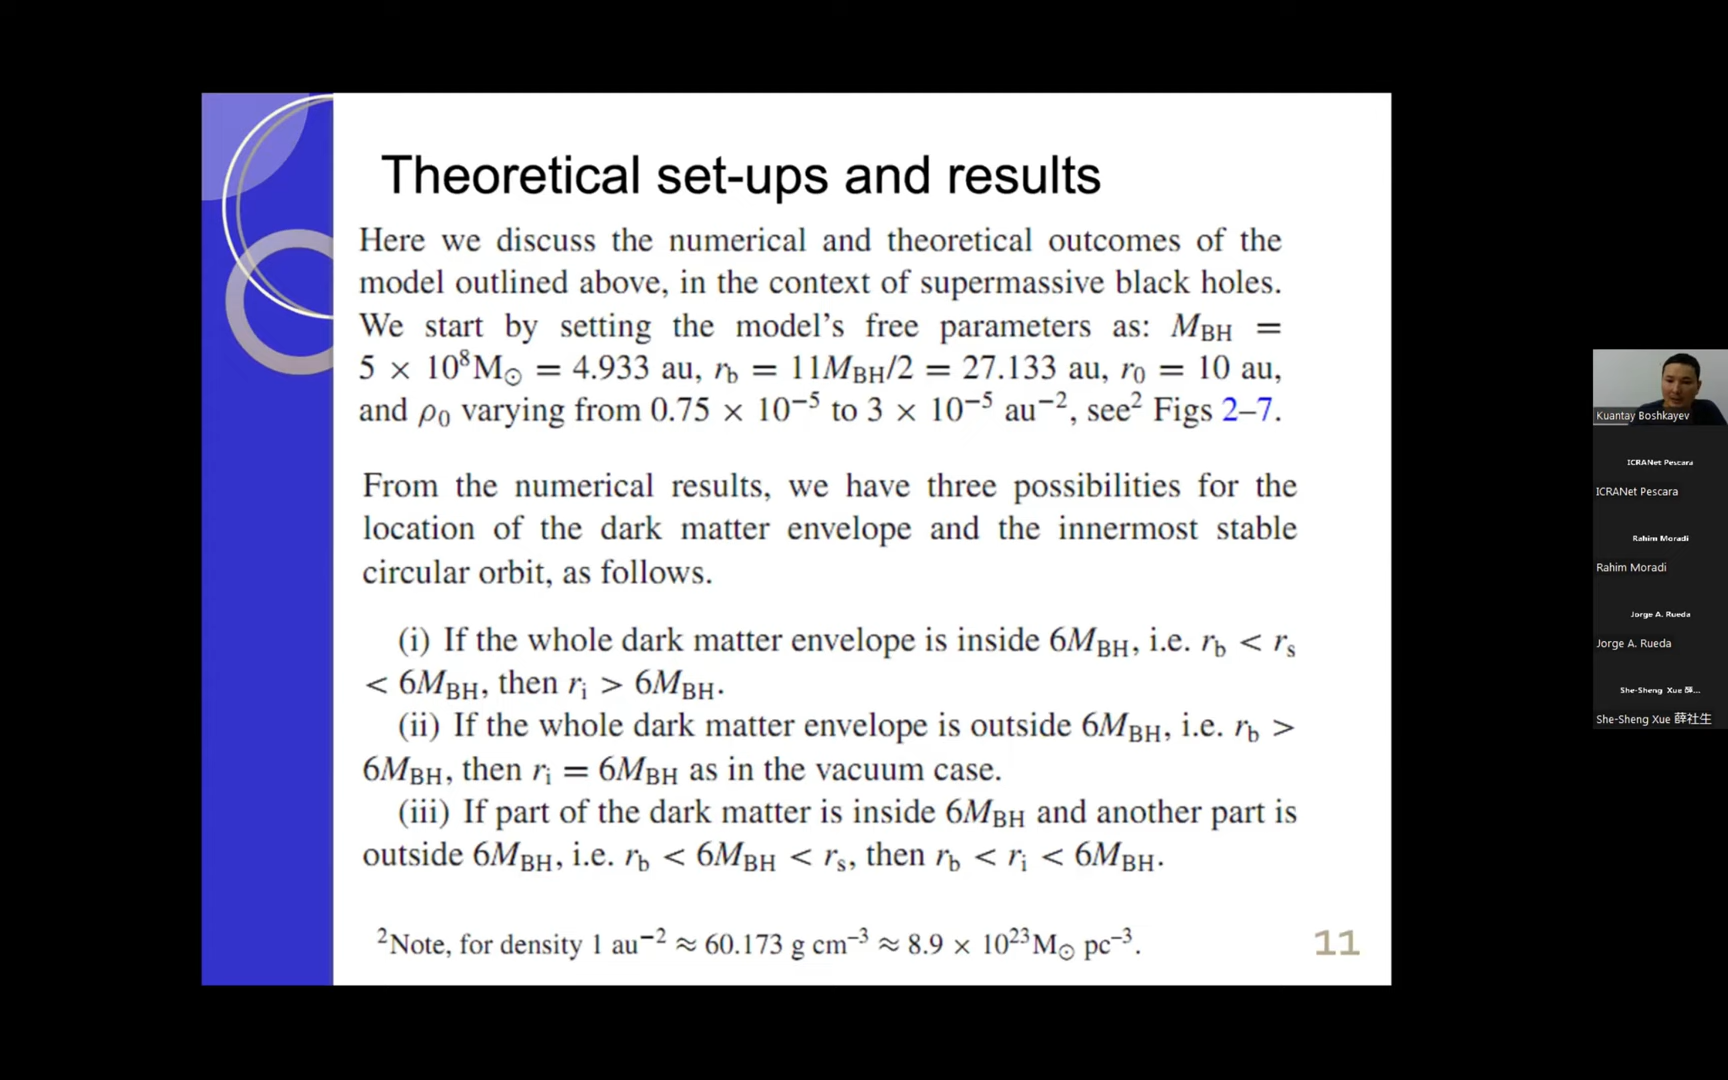 Theoretical set-ups and results
Here we discuss the numerical and theoretical outcomes of the
model outlined above, in the context of supermassive black holes.
We start by setting the model's free parameters as: M_BH =
5 × 10⁸M⊙ = 4.933 au, r_b = 11M_BH/2 = 27.133 au, r₀ = 10 au,
and ρ₀ varying from 0.75 × 10⁻⁵ to 3 × 10⁻⁵ au⁻², see² Figs 2–7.
From the numerical results, we have three possibilities for the
location of the dark matter envelope and the innermost stable
circular orbit, as follows.
(i) If the whole dark matter envelope is inside 6M_BH, i.e. r_b < r_s
< 6M_BH, then r_i > 6M_BH.
(ii) If the whole dark matter envelope is outside 6M_BH, i.e. r_b >
6M_BH, then r_i = 6M_BH as in the vacuum case.
(iii) If part of the dark matter is inside 6M_BH and another part is
outside 6M_BH, i.e. r_b < 6M_BH < r_s, then r_b < r_i < 6M_BH.
²Note, for density 1 au⁻² ≈ 60.173 g cm⁻³ ≈ 8.9 × 10²³M⊙ pc⁻³.
11
Kuantay Boshkayev
ICRANet Pescara
ICRANet Pescara
Rahim Moradi
Rahim Moradi
Jorge A. Rueda
Jorge A. Rueda
She-Sheng Xue 薛...
She-Sheng Xue 薛社生